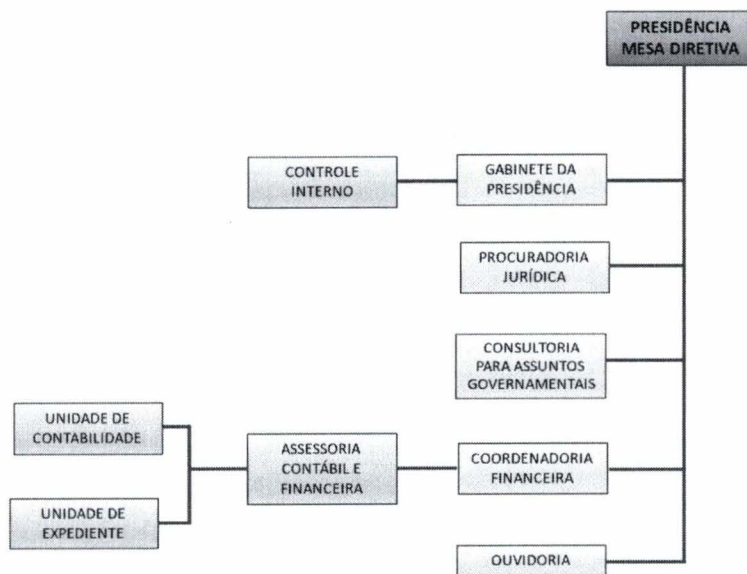 PRESIDÊNCIA
MESA DIRETIVA
CONTROLE
INTERNO
GABINETE DA
PRESIDÊNCIA
PROCURADORIA
JURÍDICA
CONSULTORIA
PARA ASSUNTOS
GOVERNAMENTAIS
UNIDADE DE
CONTABILIDADE
ASSESSORIA
CONTÁBIL E
FINANCEIRA
COORDENADORIA
FINANCEIRA
UNIDADE DE
EXPEDIENTE
OUVIDORIA